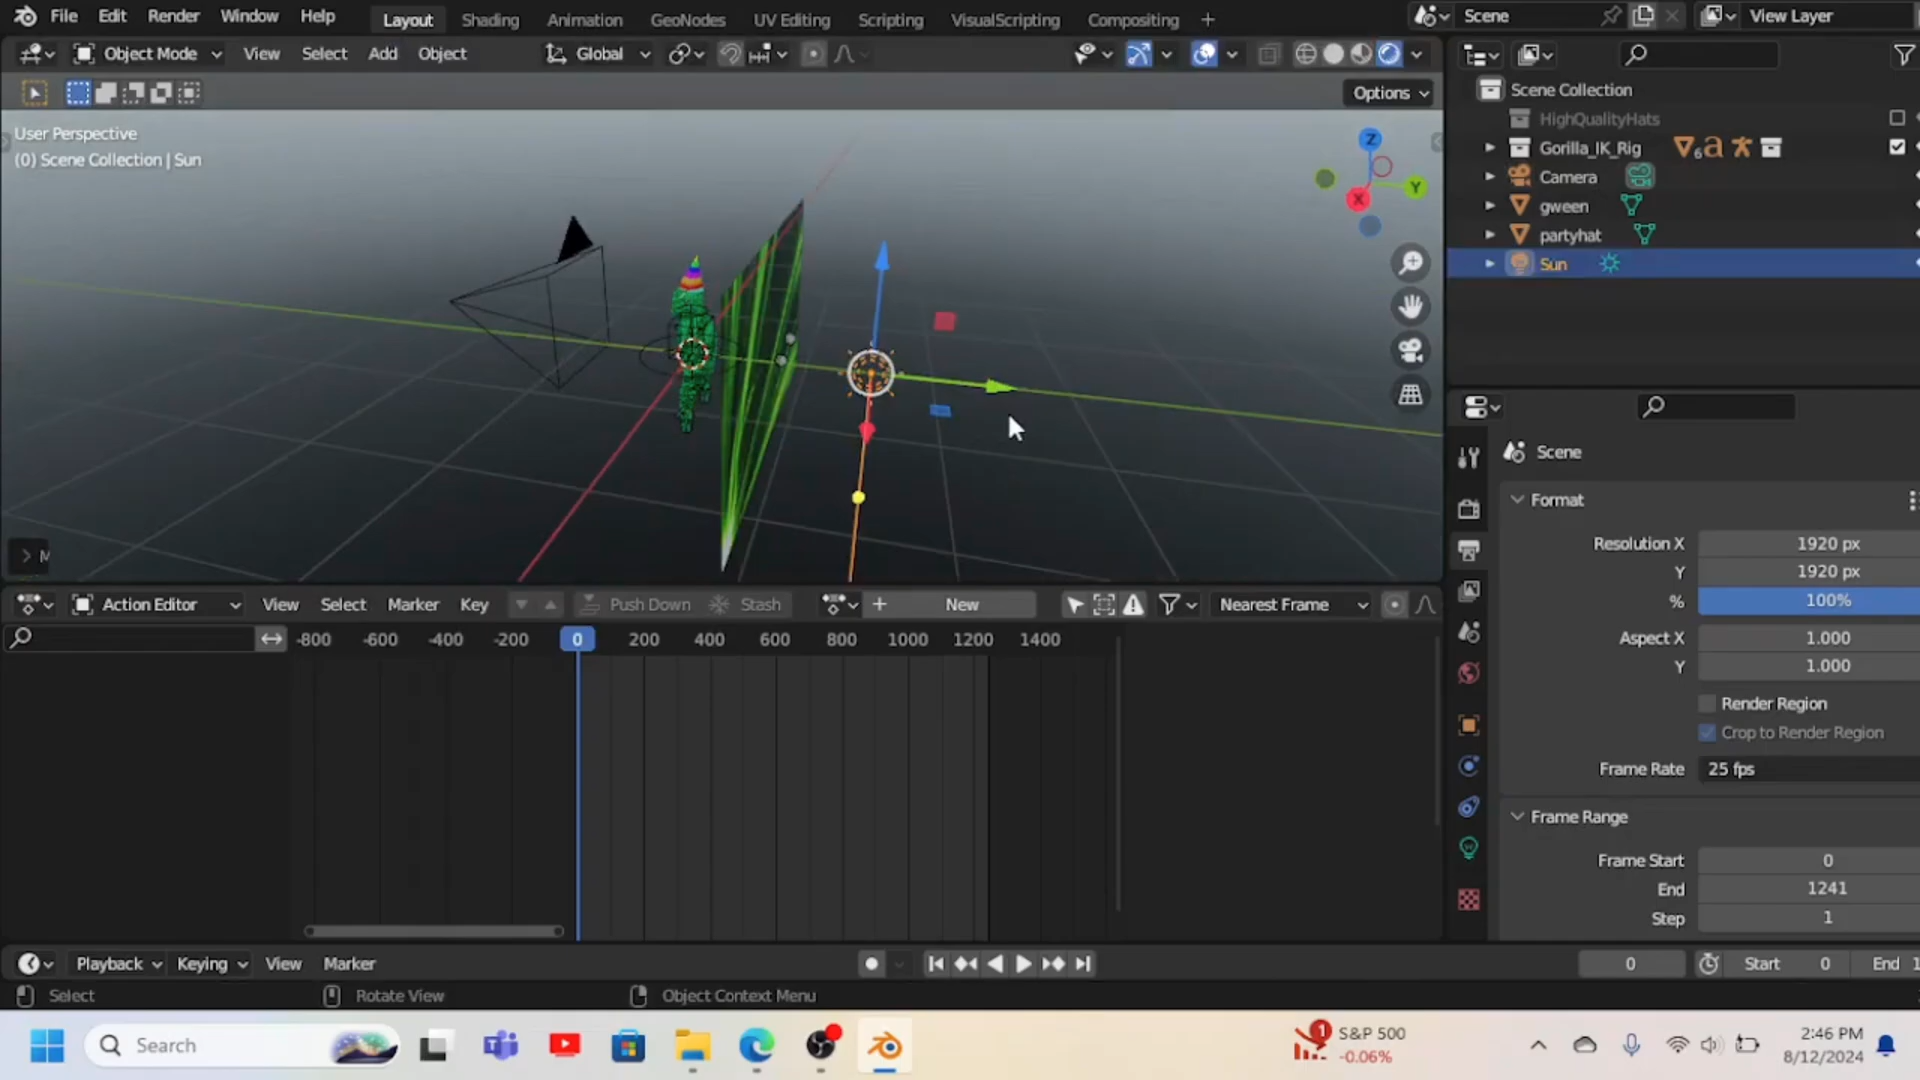 File Edit Render Window Help Layout Shading Animation GeoNodes UV Editing Scripting VisualScripting Compositing + Scene View Layer
Object Mode View Select Add Object Global
Options
User Perspective
(0) Scene Collection | Sun
Z
Y
X
M
Scene Collection
HighQualityHats
Gorilla_IK_Rig 6
Camera
gween
partyhat
Sun
Scene
Format
Resolution X 1920 px
Y 1920 px
% 100%
Aspect X 1.000
Y 1.000
Render Region
Crop to Render Region
Frame Rate 25 fps
Frame Range
Frame Start 0
End 1241
Step 1
Action Editor View Select Marker Key Push Down Stash + New Nearest Frame
-800 -600 -400 -200 0 200 400 600 800 1000 1200 1400
Playback Keying View Marker 0 Start 0 End 1
Select Rotate View Object Context Menu
Search
1 S&P 500
-0.06%
2:46 PM
8/12/2024